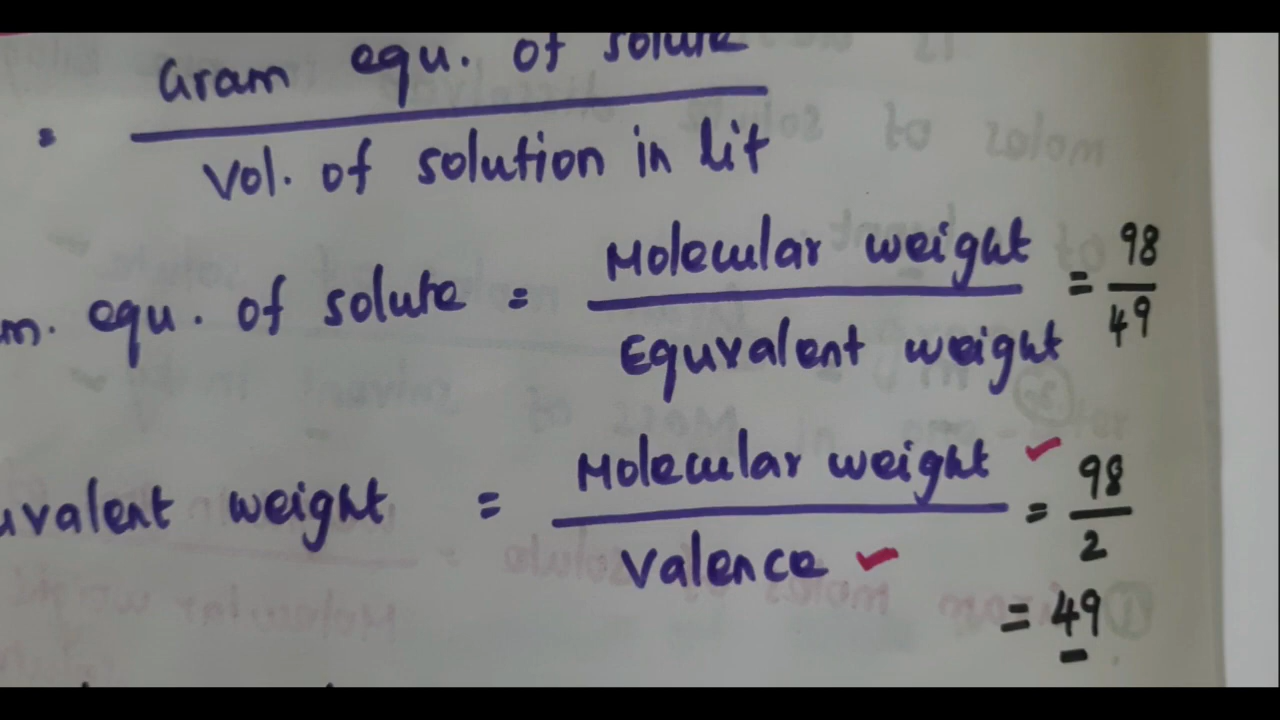 Gram equ. of solute
=
Vol. of solution in lit
Molecular weight
m. equ. of solute = = 98
Equivalent weight 49
Molecular weight ✓
uvalent weight = = 98
Valence ✓ 2
= 49